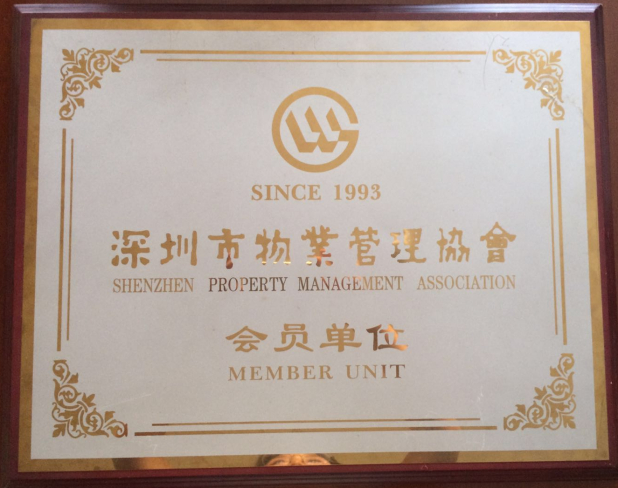 SINCE 1993
深圳市物業管理協會
SHENZHEN PROPERTY MANAGEMENT ASSOCIATION
会员单位
MEMBER UNIT